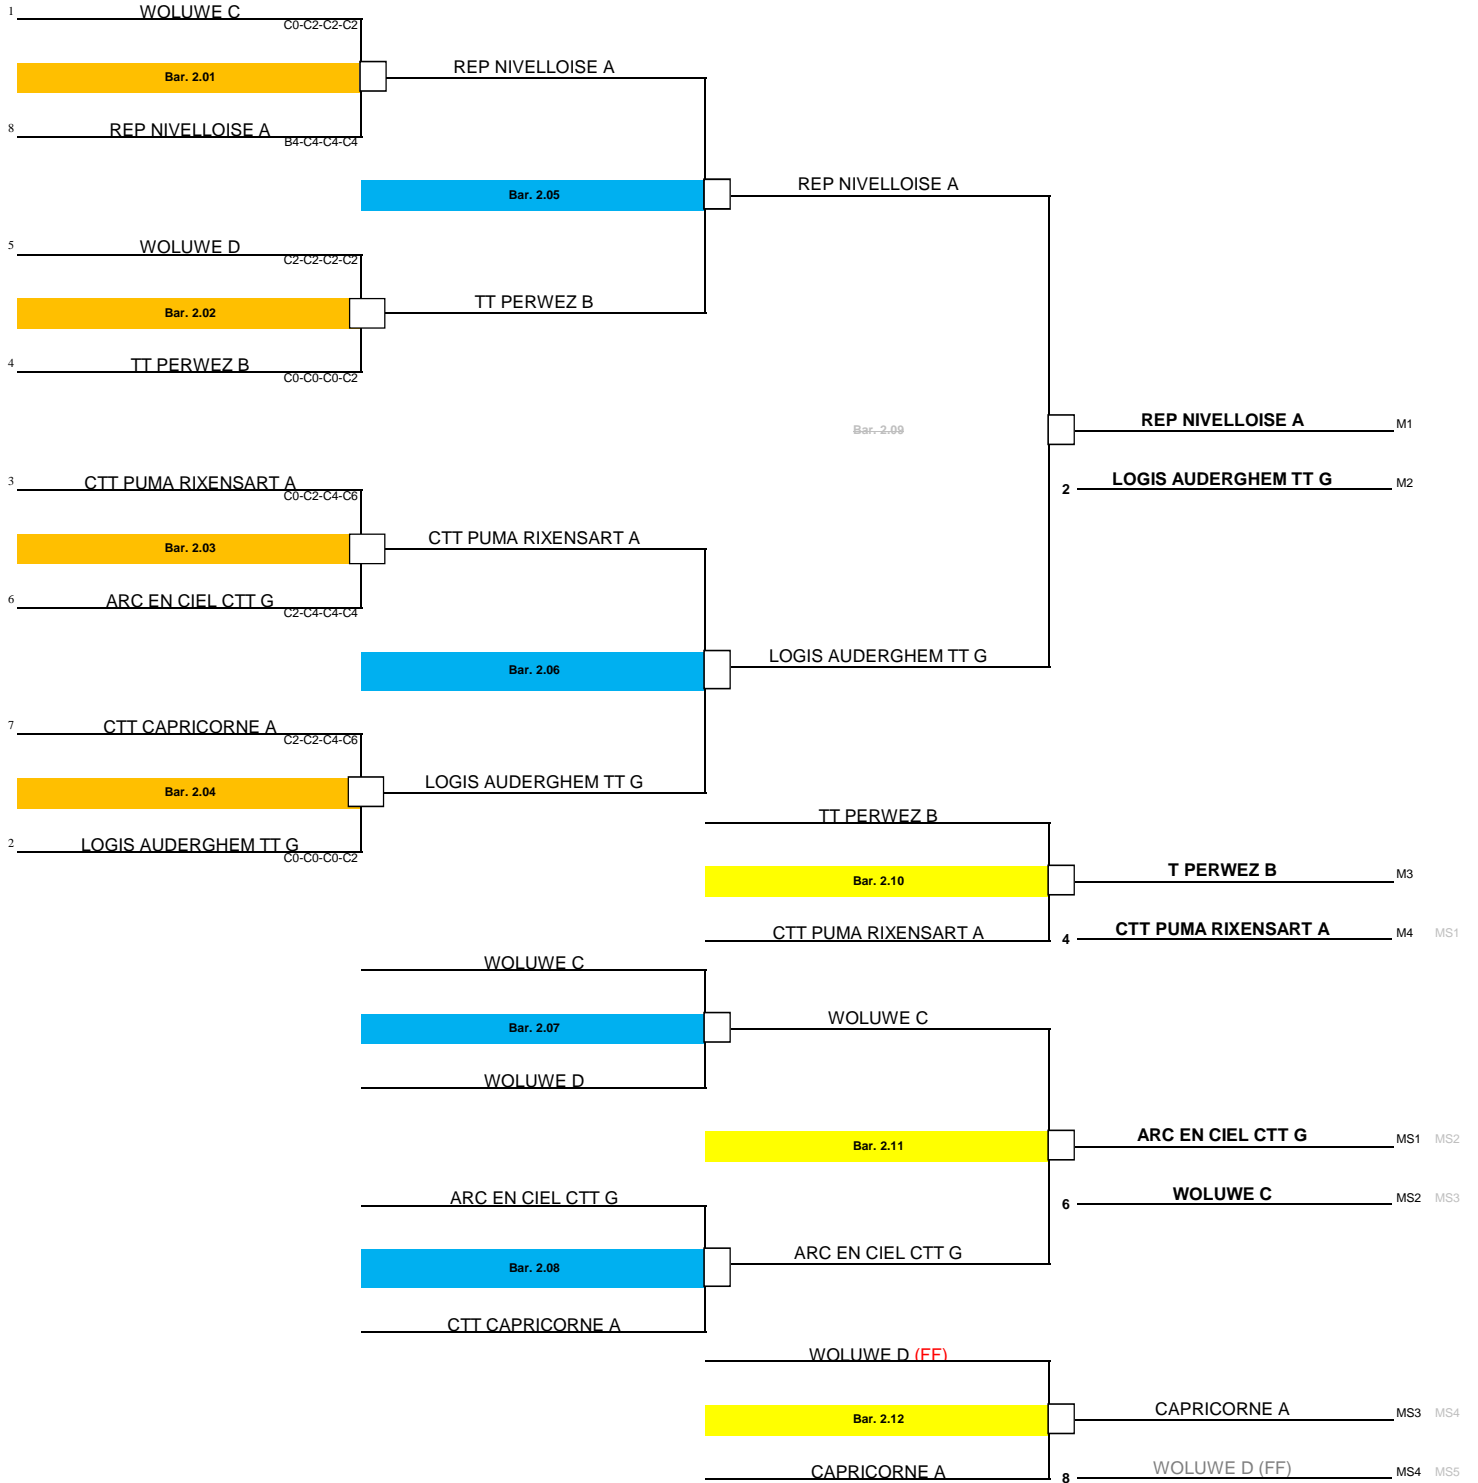 1 WOLUWE C
C0-C2-C2-C2
Bar. 2.01
REP NIVELLOISE A
8 REP NIVELLOISE A
B4-C4-C4-C4
Bar. 2.05
REP NIVELLOISE A
5 WOLUWE D
C2-C2-C2-C2
Bar. 2.02
TT PERWEZ B
4 TT PERWEZ B
C0-C0-C0-C2
Bar. 2.09
REP NIVELLOISE A M1
2 LOGIS AUDERGHEM TT G M2
3 CTT PUMA RIXENSART A
C0-C2-C4-C6
Bar. 2.03
CTT PUMA RIXENSART A
6 ARC EN CIEL CTT G
C2-C4-C4-C4
Bar. 2.06
LOGIS AUDERGHEM TT G
7 CTT CAPRICORNE A
C2-C2-C4-C6
Bar. 2.04
LOGIS AUDERGHEM TT G
2 LOGIS AUDERGHEM TT G
C0-C0-C0-C2
TT PERWEZ B
Bar. 2.10
T PERWEZ B M3
CTT PUMA RIXENSART A
4 CTT PUMA RIXENSART A M4 MS1
WOLUWE C
Bar. 2.07
WOLUWE C
WOLUWE D
Bar. 2.11
ARC EN CIEL CTT G MS1 MS2
6 WOLUWE C MS2 MS3
ARC EN CIEL CTT G
Bar. 2.08
ARC EN CIEL CTT G
CTT CAPRICORNE A
WOLUWE D (FF)
Bar. 2.12
CAPRICORNE A MS3 MS4
CAPRICORNE A
8 WOLUWE D (FF) MS4 MS5